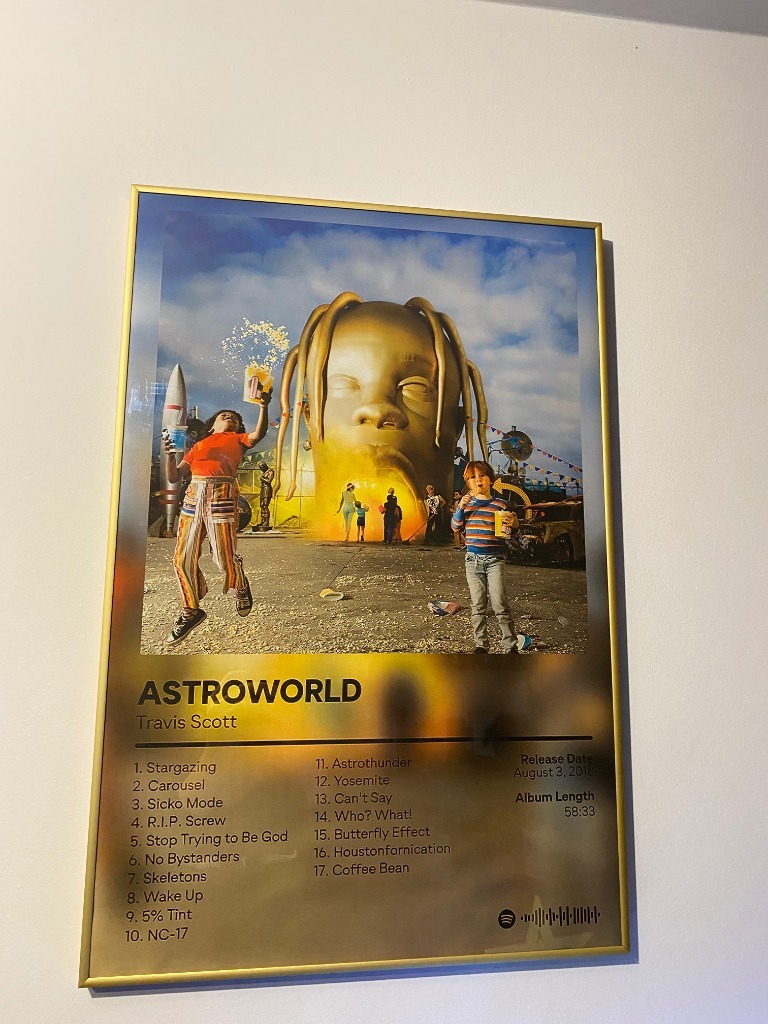 ASTROWORLD
Travis Scott
1. Stargazing
2. Carousel
3. Sicko Mode
4. R.I.P. Screw
5. Stop Trying to Be God
6. No Bystanders
7. Skeletons
8. Wake Up
9. 5% Tint
10. NC-17
11. Astrothunder
12. Yosemite
13. Can't Say
14. Who? What!
15. Butterfly Effect
16. Houstonfornication
17. Coffee Bean
Release Date
August 3, 2018
Album Length
58:33